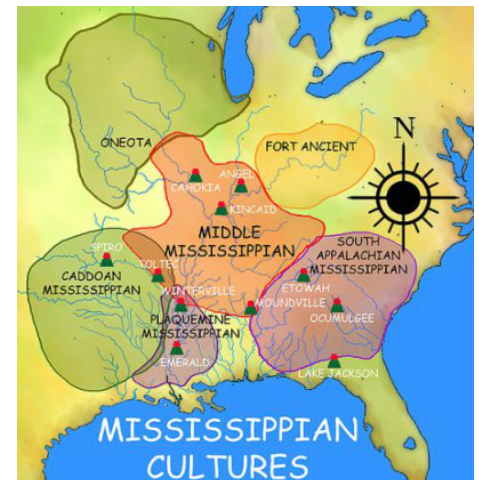 ONEOTA
FORT ANCIENT
N
ANGEL
CAHOKIA
KINCAID
MIDDLE
MISSISSIPPIAN
SOUTH
APPALACHIAN
MISSISSIPPIAN
SPIRO
CADDOAN
MISSISSIPPIAN
TOLTEC
WINTERVILLE
ETOWAH
MOUNDVILLE
OCUMULGEE
PLAQUEMINE
MISSISSIPPIAN
EMERALD
LAKE JACKSON
MISSISSIPPIAN
CULTURES